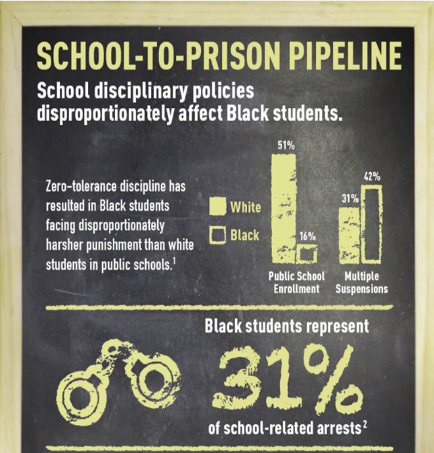 SCHOOL-TO-PRISON PIPELINE
School disciplinary policies
disproportionately affect Black students.
Zero-tolerance discipline has
resulted in Black students
facing disproportionately
harsher punishment than white
students in public schools.¹
White
Black
51%
16%
Public School
Enrollment
31%
42%
Multiple
Suspensions
Black students represent
31%
of school-related arrests²